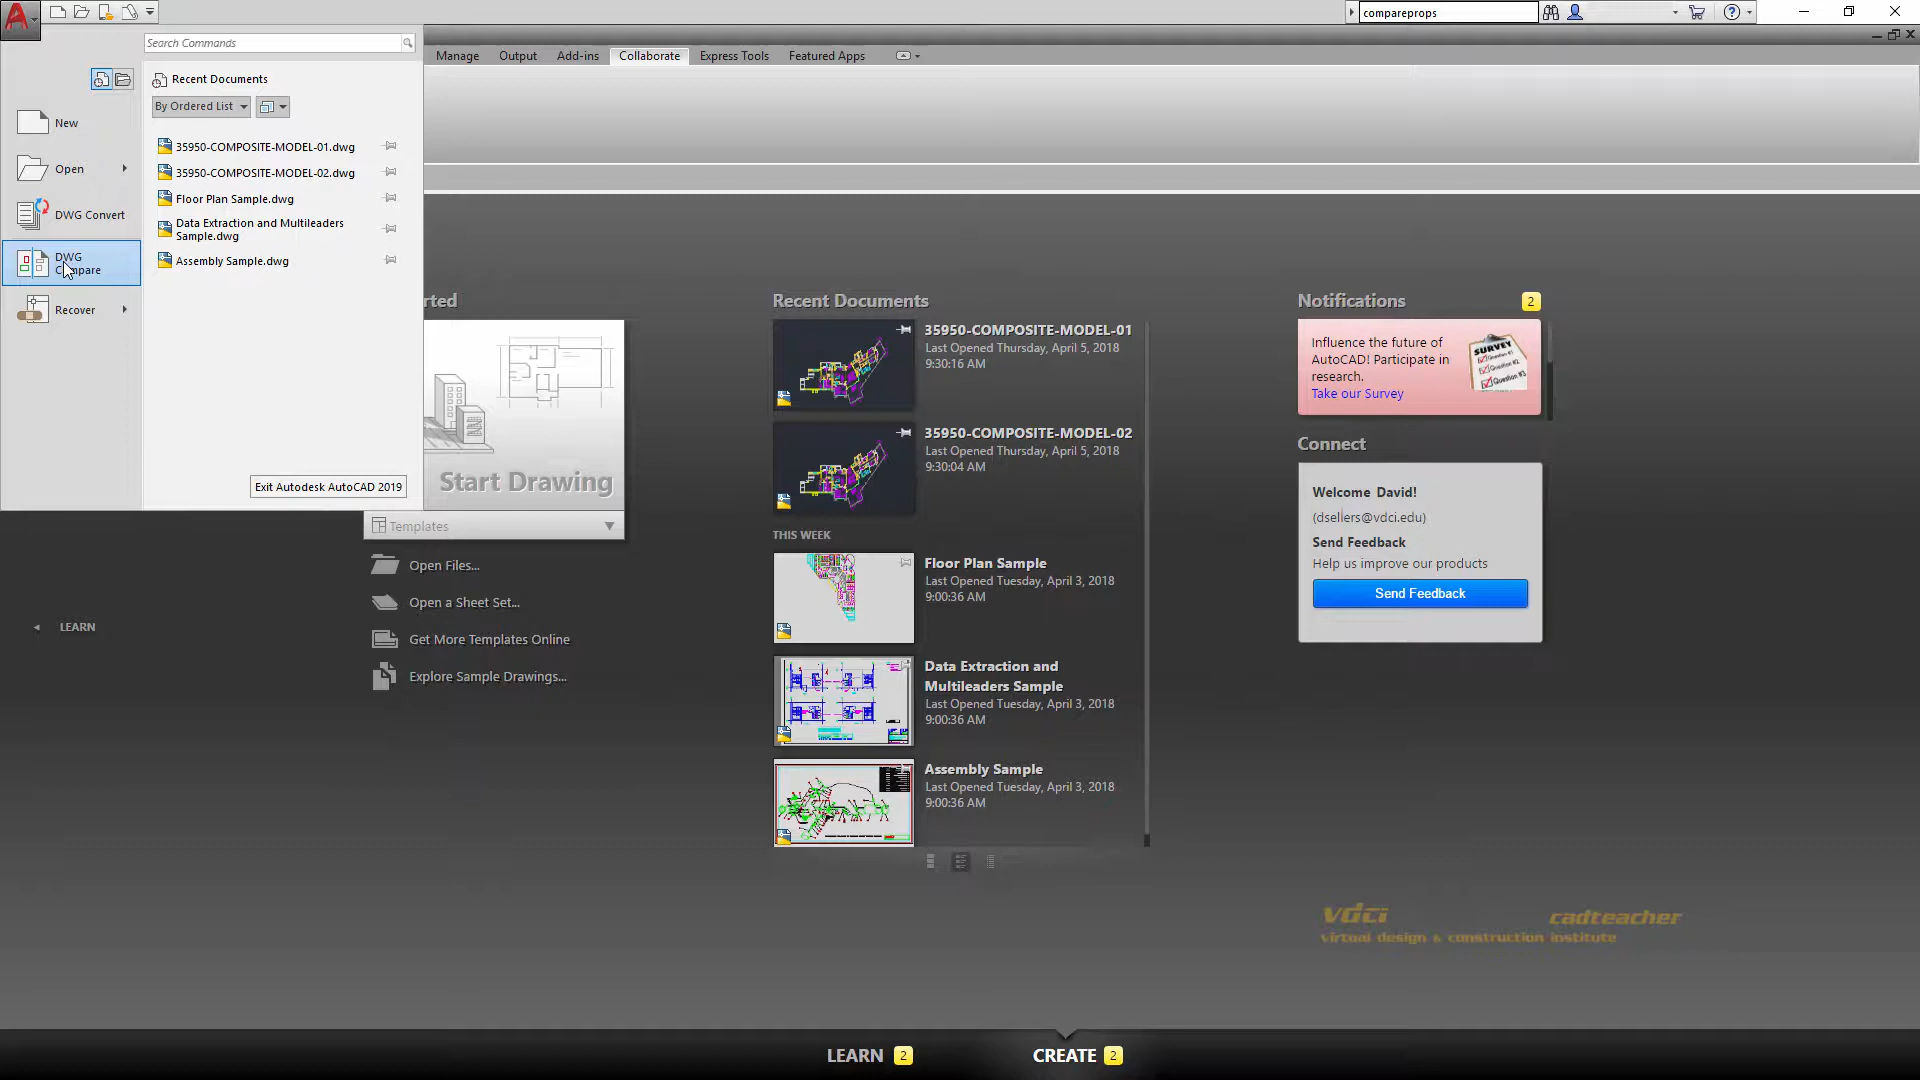 compareprops
Search Commands
Manage
Output
Add-ins
Collaborate
Express Tools
Featured Apps
Recent Documents
By Ordered List
New
Open
DWG Convert
DWG
Recover
35950-COMPOSITE-MODEL-01.dwg
35950-COMPOSITE-MODEL-02.dwg
Floor Plan Sample.dwg
Data Extraction and Multileaders
Sample.dwg
Assembly Sample.dwg
Exit Autodesk AutoCAD 2019
Start Drawing
Templates
Open Files...
Open a Sheet Set...
Get More Templates Online
Explore Sample Drawings...
LEARN
Recent Documents
35950-COMPOSITE-MODEL-01
Last Opened Thursday, April 5, 2018
9:30:16 AM
35950-COMPOSITE-MODEL-02
Last Opened Thursday, April 5, 2018
9:30:04 AM
THIS WEEK
Floor Plan Sample
Last Opened Tuesday, April 3, 2018
9:00:36 AM
Data Extraction and
Multileaders Sample
Last Opened Tuesday, April 3, 2018
9:00:36 AM
Assembly Sample
Last Opened Tuesday, April 3, 2018
9:00:36 AM
Notifications 2
Influence the future of
AutoCAD! Participate in
research.
Take our Survey
SURVEY
Connect
Welcome David!
(dsellers@vdci.edu)
Send Feedback
Help us improve our products
Send Feedback
vdci cadteacher
virtual design & construction institute
LEARN 2
CREATE 2